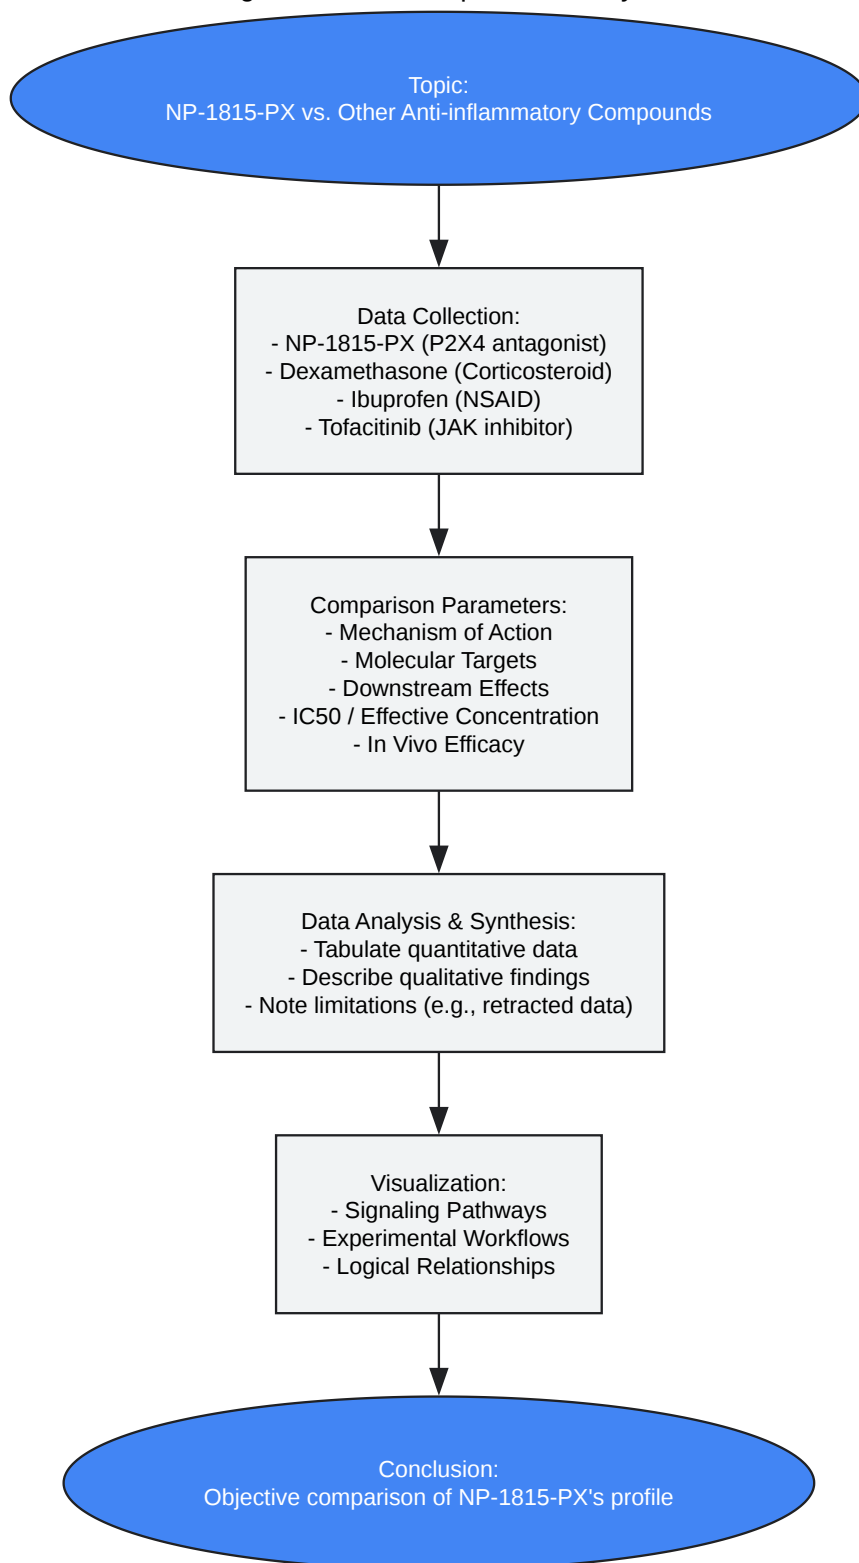 Topic:
NP-1815-PX vs. Other Anti-inflammatory Compounds
Data Collection:
- NP-1815-PX (P2X4 antagonist)
- Dexamethasone (Corticosteroid)
- Ibuprofen (NSAID)
- Tofacitinib (JAK inhibitor)
Comparison Parameters:
- Mechanism of Action
- Molecular Targets
- Downstream Effects
- IC50 / Effective Concentration
- In Vivo Efficacy
Data Analysis & Synthesis:
- Tabulate quantitative data
- Describe qualitative findings
- Note limitations (e.g., retracted data)
Visualization:
- Signaling Pathways
- Experimental Workflows
- Logical Relationships
Conclusion:
Objective comparison of NP-1815-PX's profile